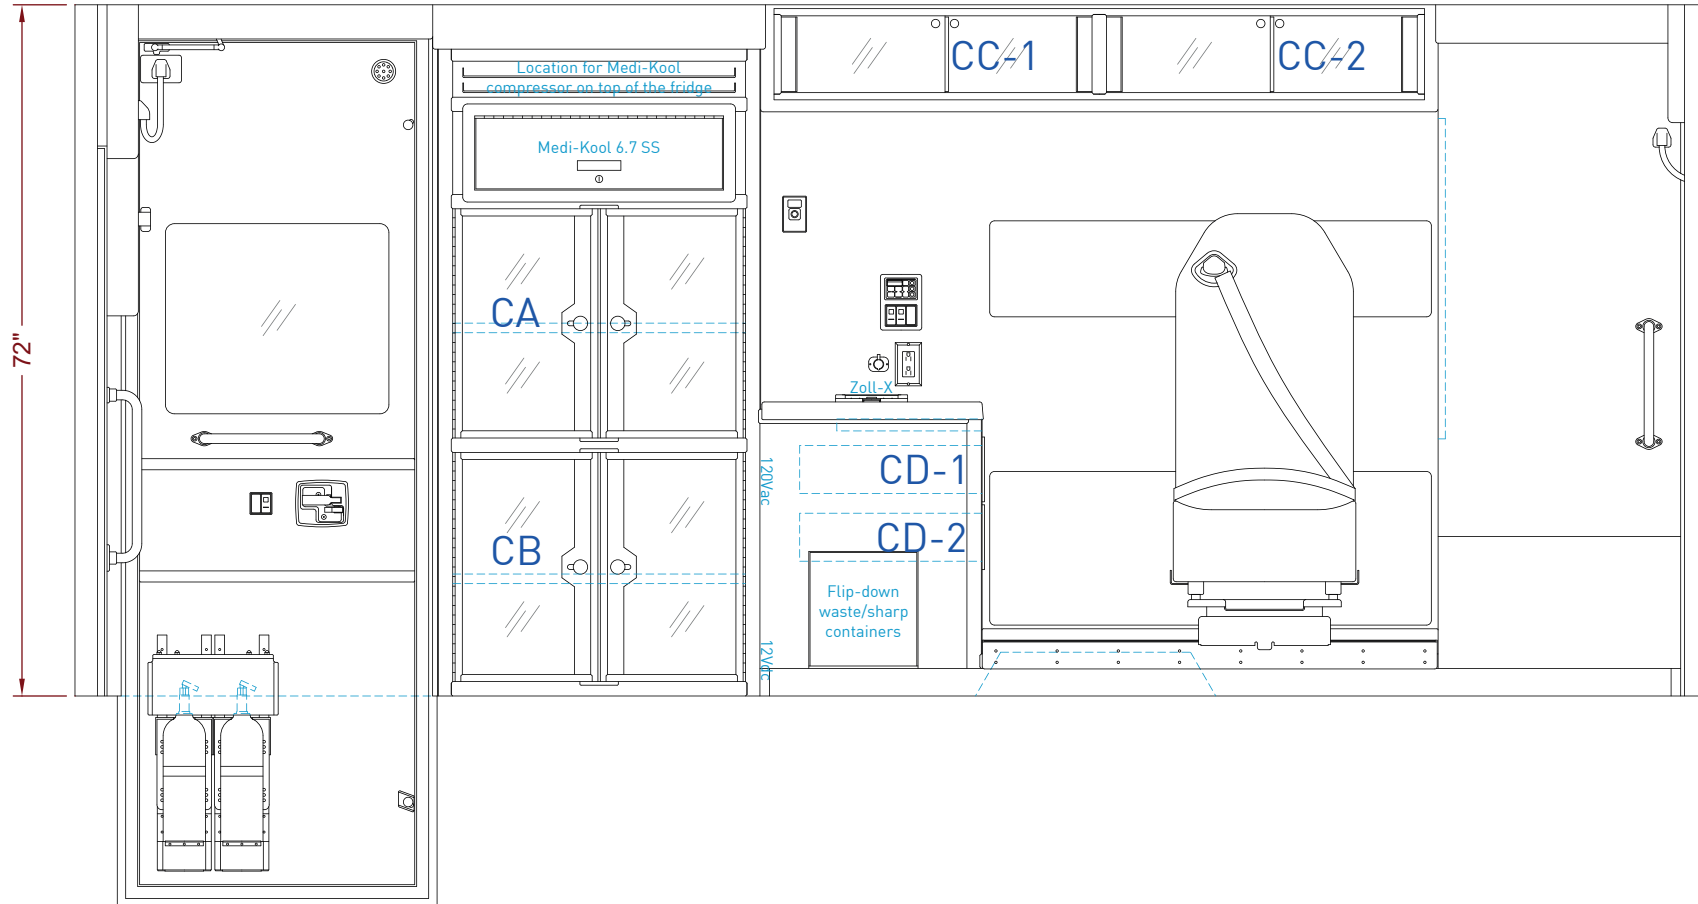 CC-1
CC-2
Location for Medi-Kool
compressor on top of the fridge
Medi-Kool 6.7 SS
CA
72"
Zoll-X
CD-1
120Vac
CD-2
CB
Flip-down
waste/sharp
containers
12Vdc